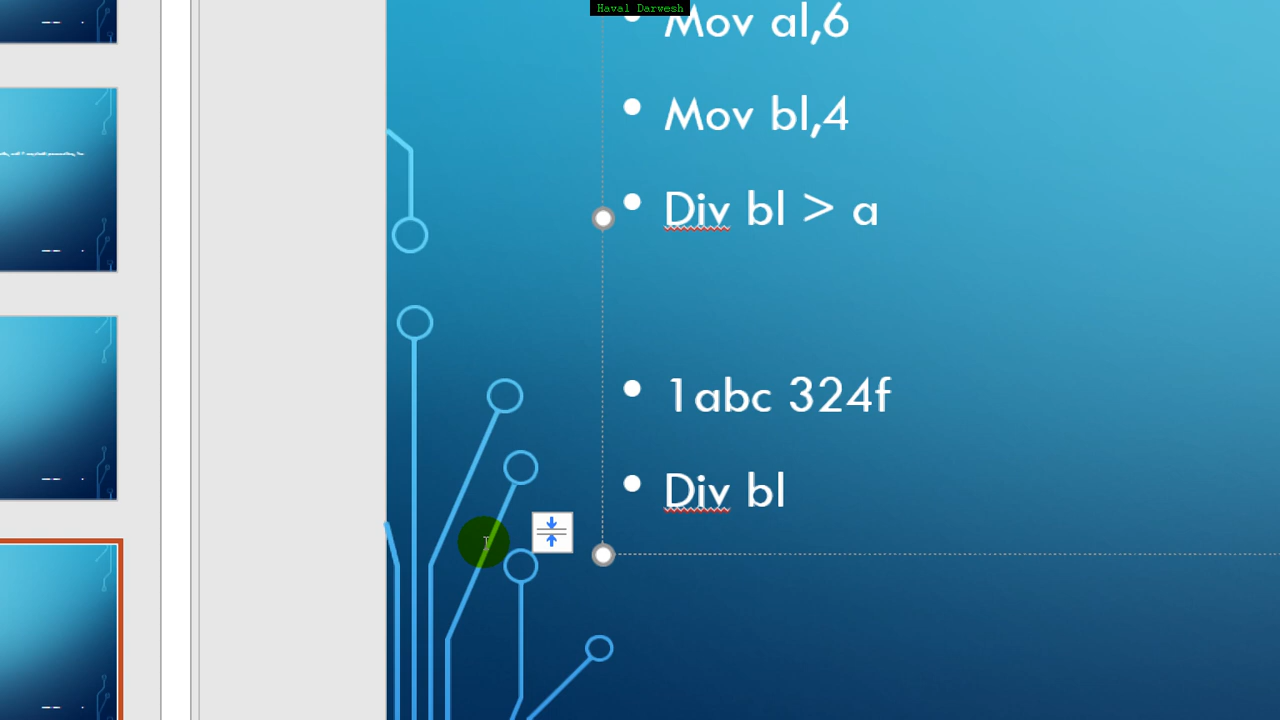 Haval Darwesh
Mov al,6
Mov bl,4
Div bl > a
1abc 324f
Div bl